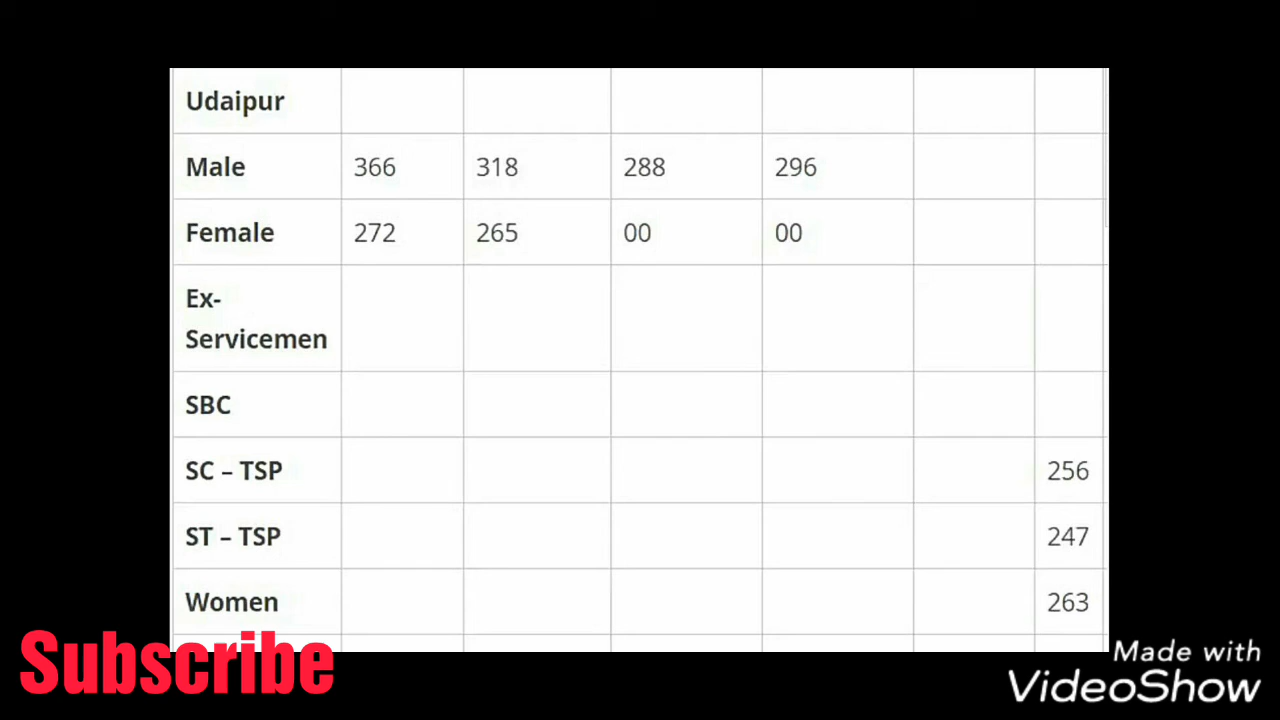 Udaipur
Male 366 318 288 296
Female 272 265 00 00
Ex-
Servicemen
SBC
SC – TSP 256
ST – TSP 247
Women 263
Subscribe
Made with
VideoShow